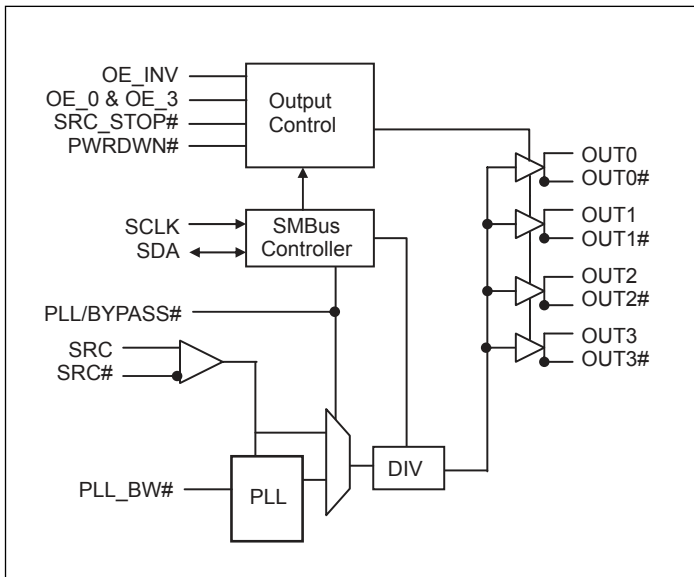 OE_INV
OE_0 & OE_3
SRC_STOP#
PWRDWN#
Output
Control
SCLK
SDA
SMBus
Controller
PLL/BYPASS#
SRC
SRC#
PLL_BW#
PLL
DIV
OUT0
OUT0#
OUT1
OUT1#
OUT2
OUT2#
OUT3
OUT3#